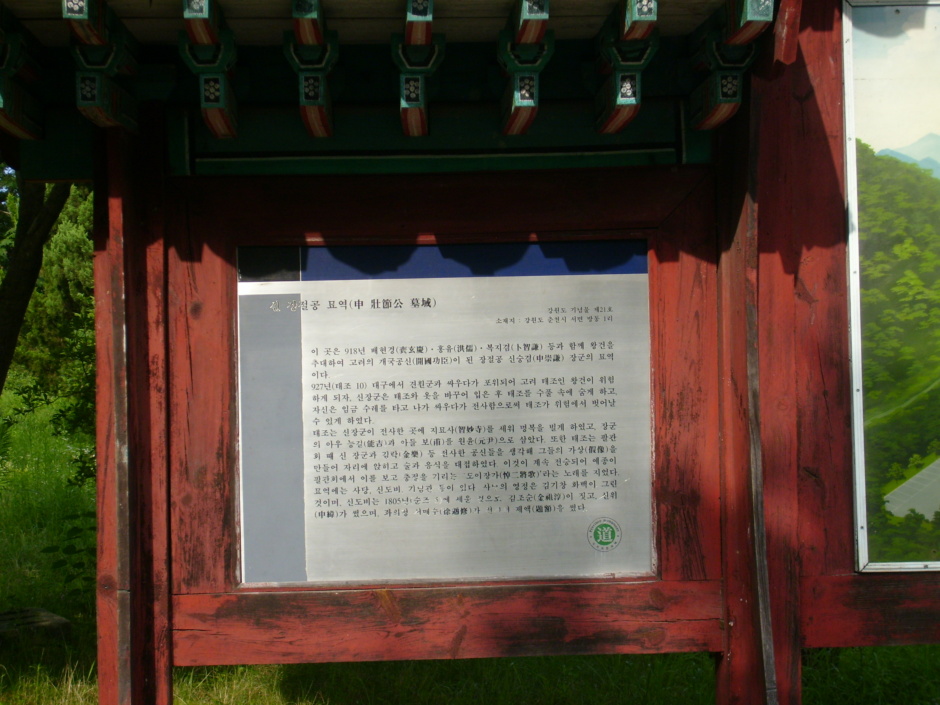 신 장절공 묘역(申 壯節公 墓域)
강원도 기념물 제21호
소재지 : 강원도 춘천시 서면 방동 1리
이 곳은 918년 배현경(裵玄慶)·홍유(洪儒)·복지겸(卜智謙) 등과 함께 왕건을
추대하여 고려의 개국공신(開國功臣)이 된 장절공 신숭겸(申崇謙) 장군의 묘역
이다.
927년(태조 10) 대구에서 견훤군과 싸우다가 포위되어 고려 태조인 왕건이 위험
하게 되자, 신장군은 태조와 옷을 바꾸어 입은 후 태조를 수풀 속에 숨게 하고,
자신은 임금 수레를 타고 나가 싸우다가 전사함으로써 태조가 위험에서 벗어날
수 있게 하였다.
태조는 신장군이 전사한 곳에 지묘사(智妙寺)를 세워 명복을 빌게 하였고, 장군
의 아우 능길(能吉)과 아들 보(甫)를 원윤(元尹)으로 삼았다. 또한 태조는 팔관
회 때 신 장군과 김락(金樂) 등 전사한 공신들을 생각해 그들의 가상(假像)을
만들어 자리에 앉히고 술과 음식을 대접하였다. 이것이 계속 전승되어 예종이
팔관회에서 이를 보고 충정을 기리는 도이장가(悼二將歌)'라는 노래를 지었다.
묘역에는 사당, 신도비, 기념관 등이 있다. 영정은 김기창 화백이 그린
것이며, 신도비는 1805년 세운 것으로 김조순(金祖淳)이 짓고, 신위
(申緯)가 썼으며, 제액(題額)을 했다.
道